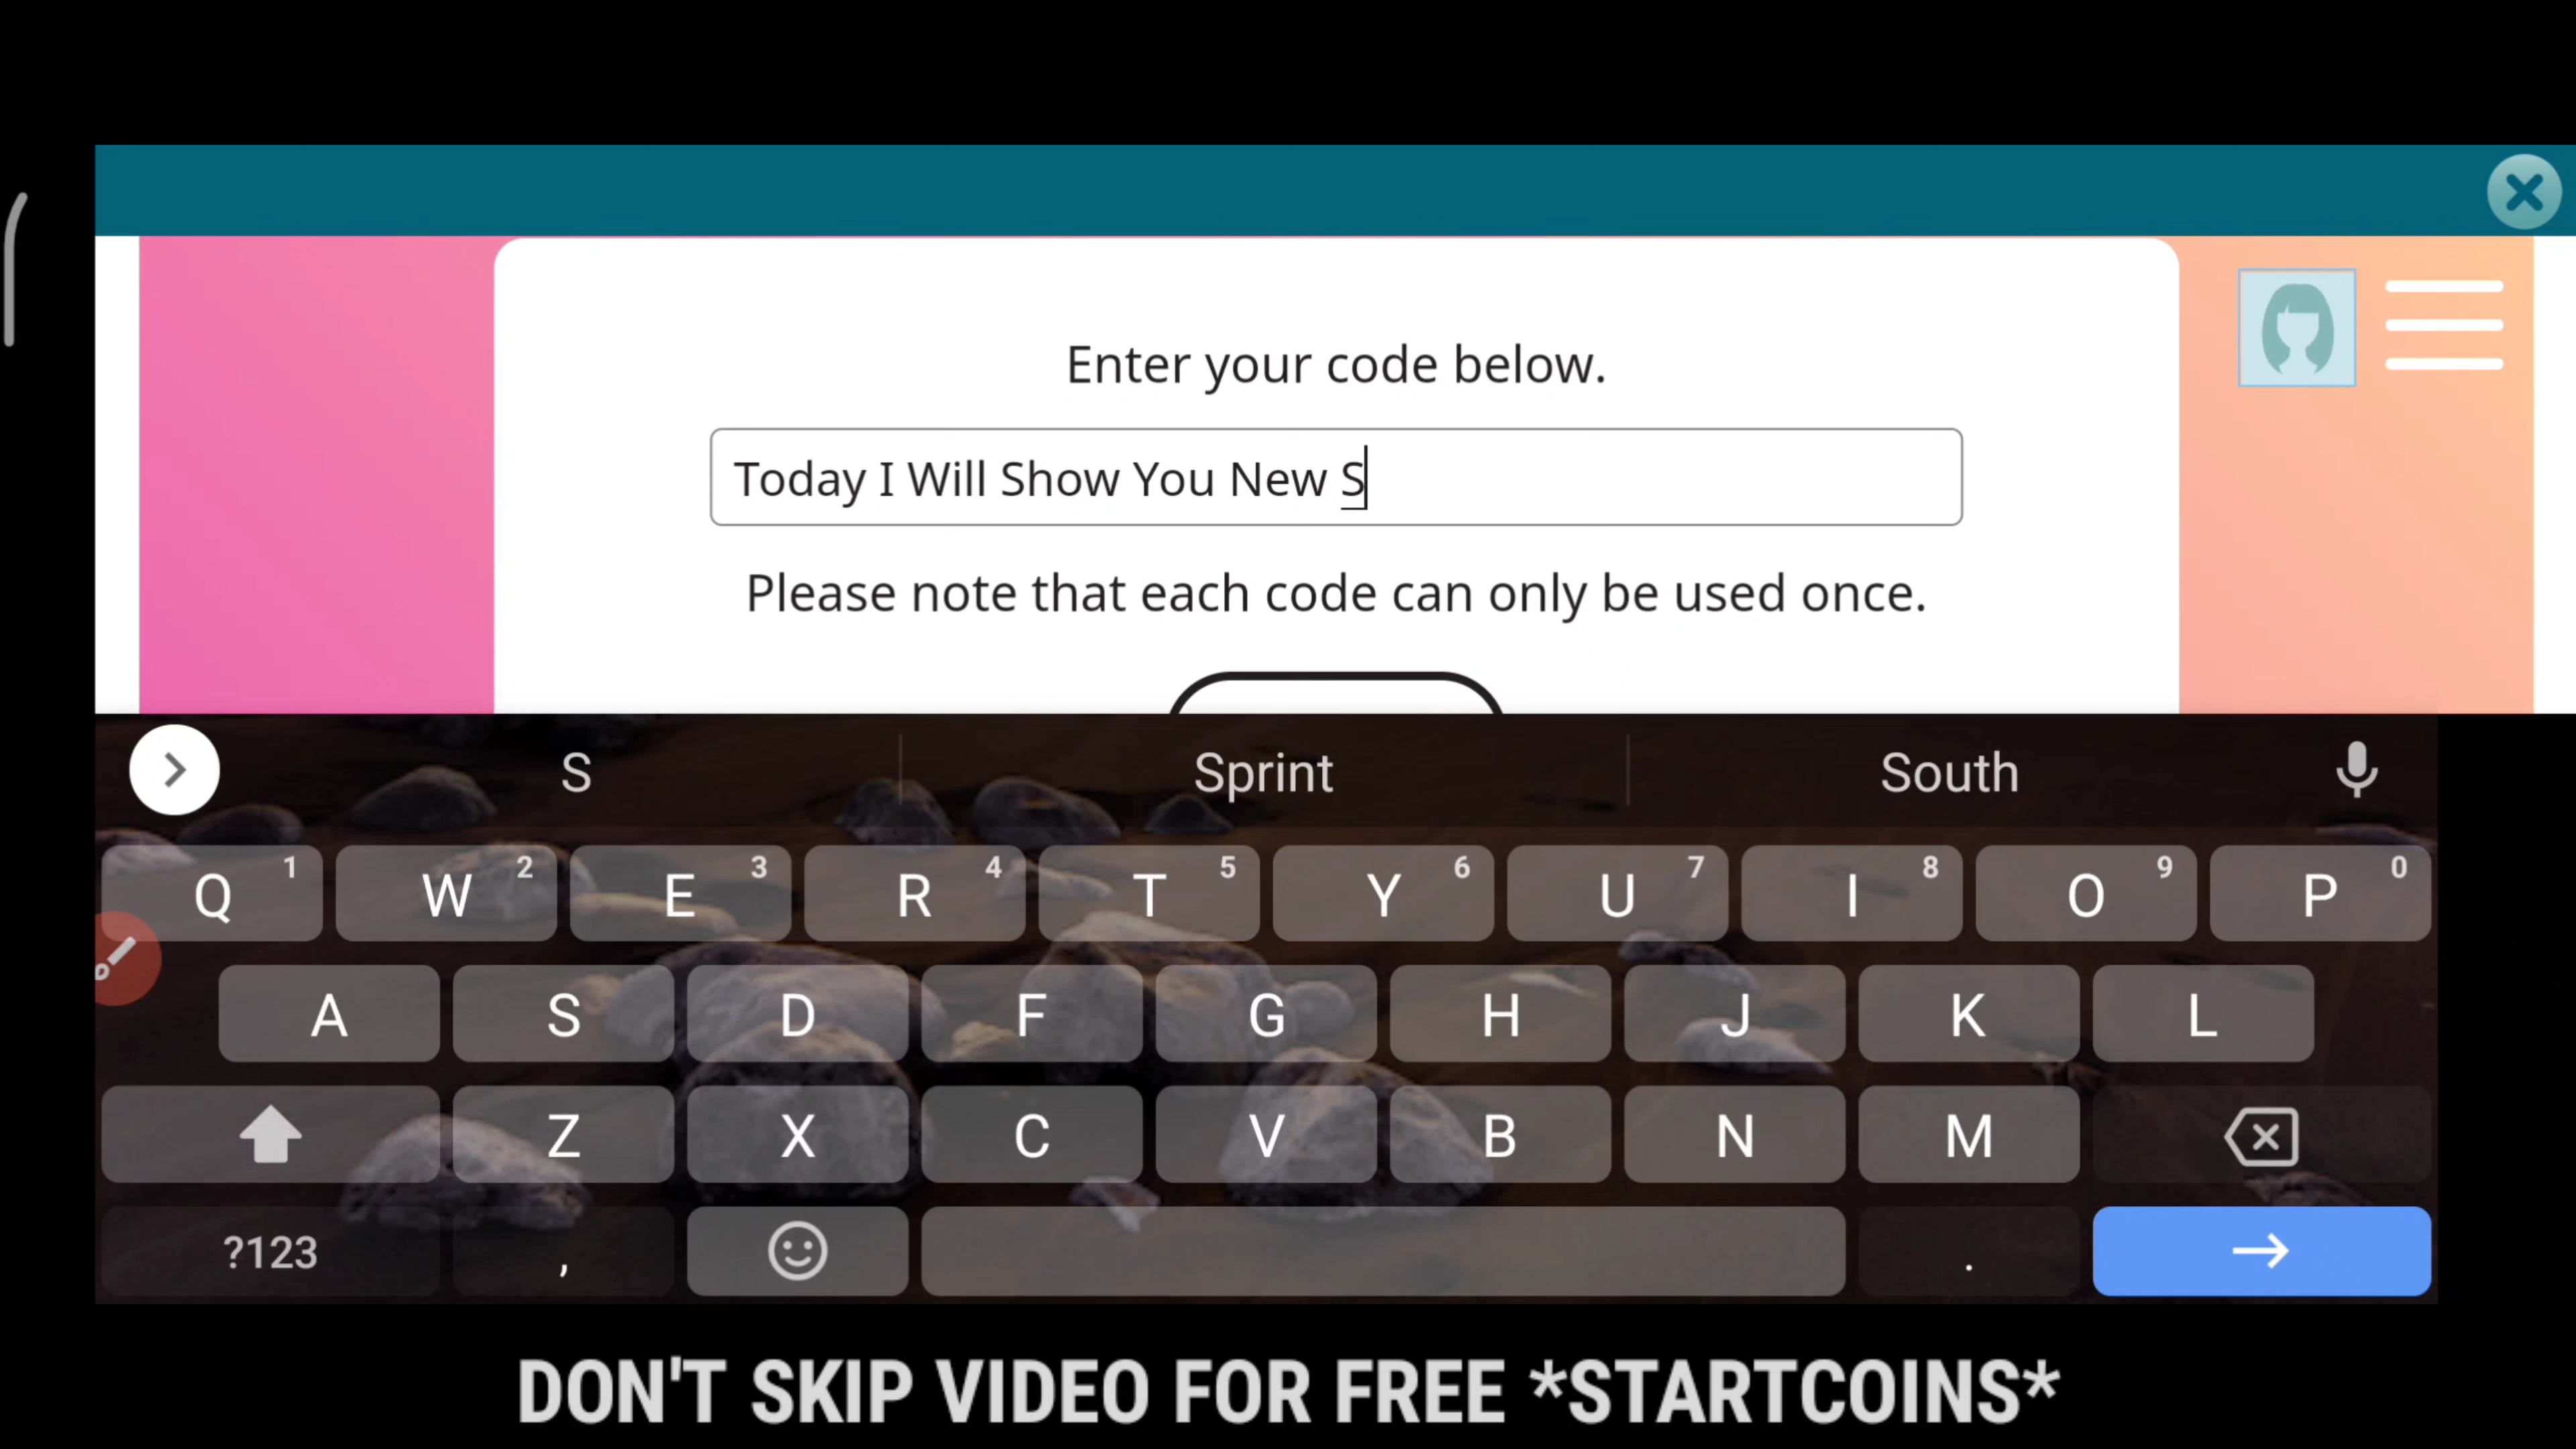 Enter your code below.
Today I Will Show You New S
Please note that each code can only be used once.
S Sprint South
Q 1 W 2 E 3 R 4 T 5 Y 6 U 7 I 8 O 9 P 0
A S D F G H J K L
Z X C V B N M
?123 , .
DON'T SKIP VIDEO FOR FREE *STARTCOINS*